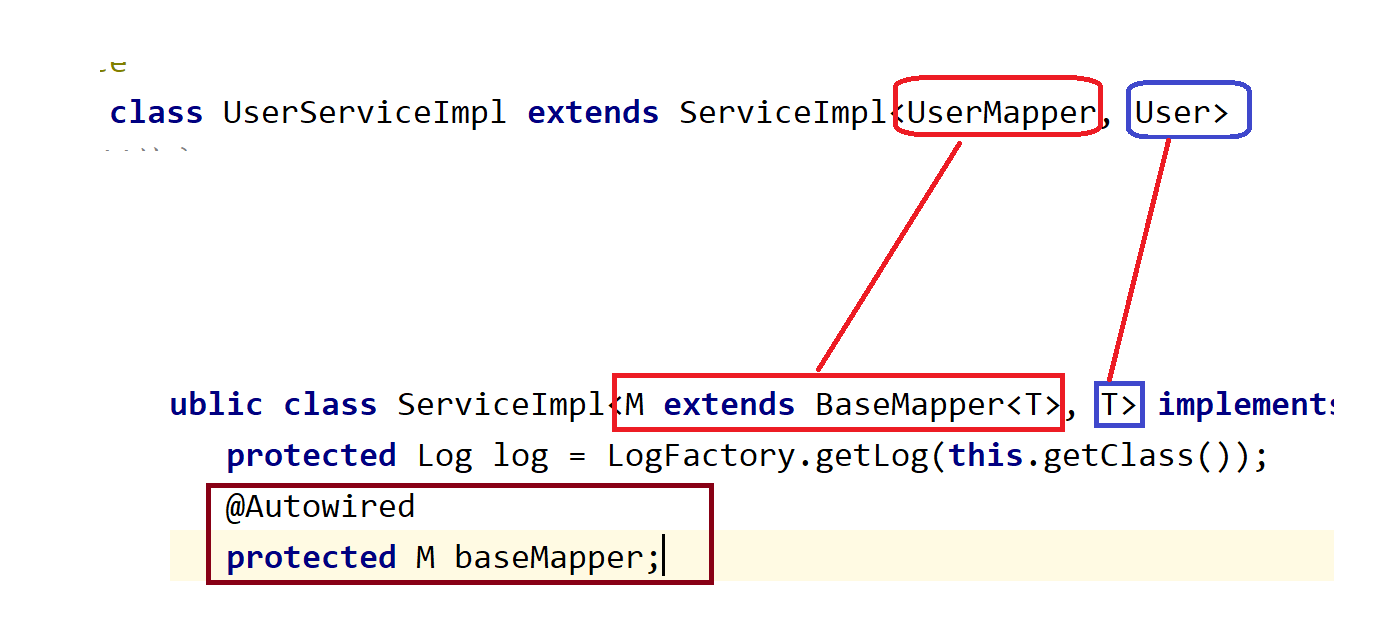 class UserServiceImpl extends ServiceImpl<UserMapper, User>
ublic class ServiceImpl<M extends BaseMapper<T>, T> implements
protected Log log = LogFactory.getLog(this.getClass());
@Autowired
protected M baseMapper;